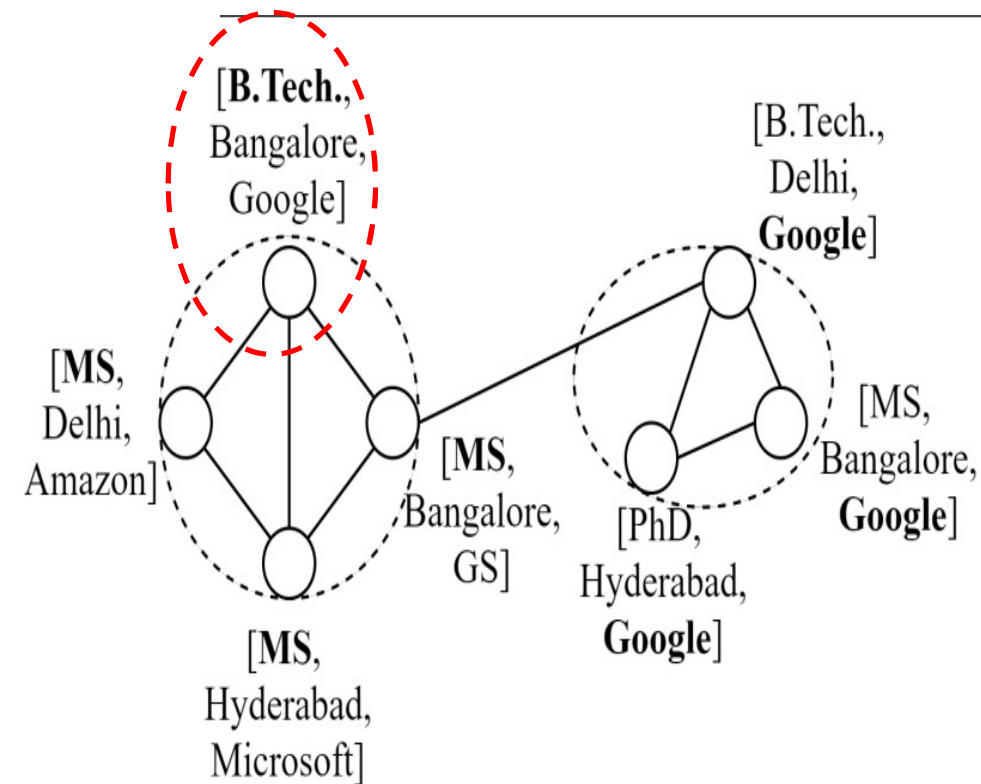 [B.Tech.,
Bangalore,
Google]
[B.Tech.,
Delhi,
Google]
[MS,
Delhi,
Amazon]
[MS,
Bangalore,
GS]
[MS,
Bangalore,
Google]
[PhD,
Hyderabad,
Google]
[MS,
Hyderabad,
Microsoft]